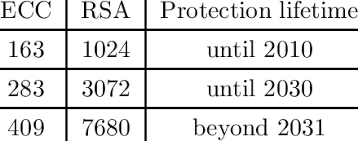 ECC RSA Protection lifetime
163 1024 until 2010
283 3072 until 2030
409 7680 beyond 2031